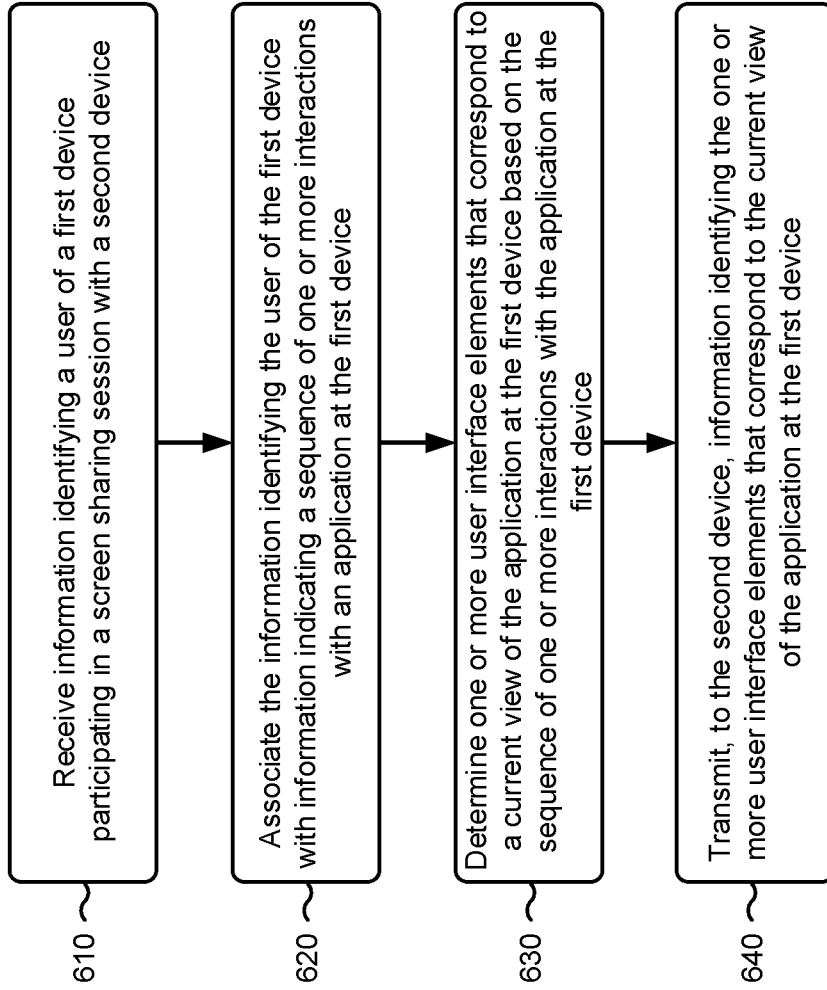 610
Receive information identifying a user of a first device
participating in a screen sharing session with a second device
620
Associate the information identifying the user of the first device
with information indicating a sequence of one or more interactions
with an application at the first device
630
Determine one or more user interface elements that correspond to
a current view of the application at the first device based on the
sequence of one or more interactions with the application at the
first device
640
Transmit, to the second device, information identifying the one or
more user interface elements that correspond to the current view
of the application at the first device